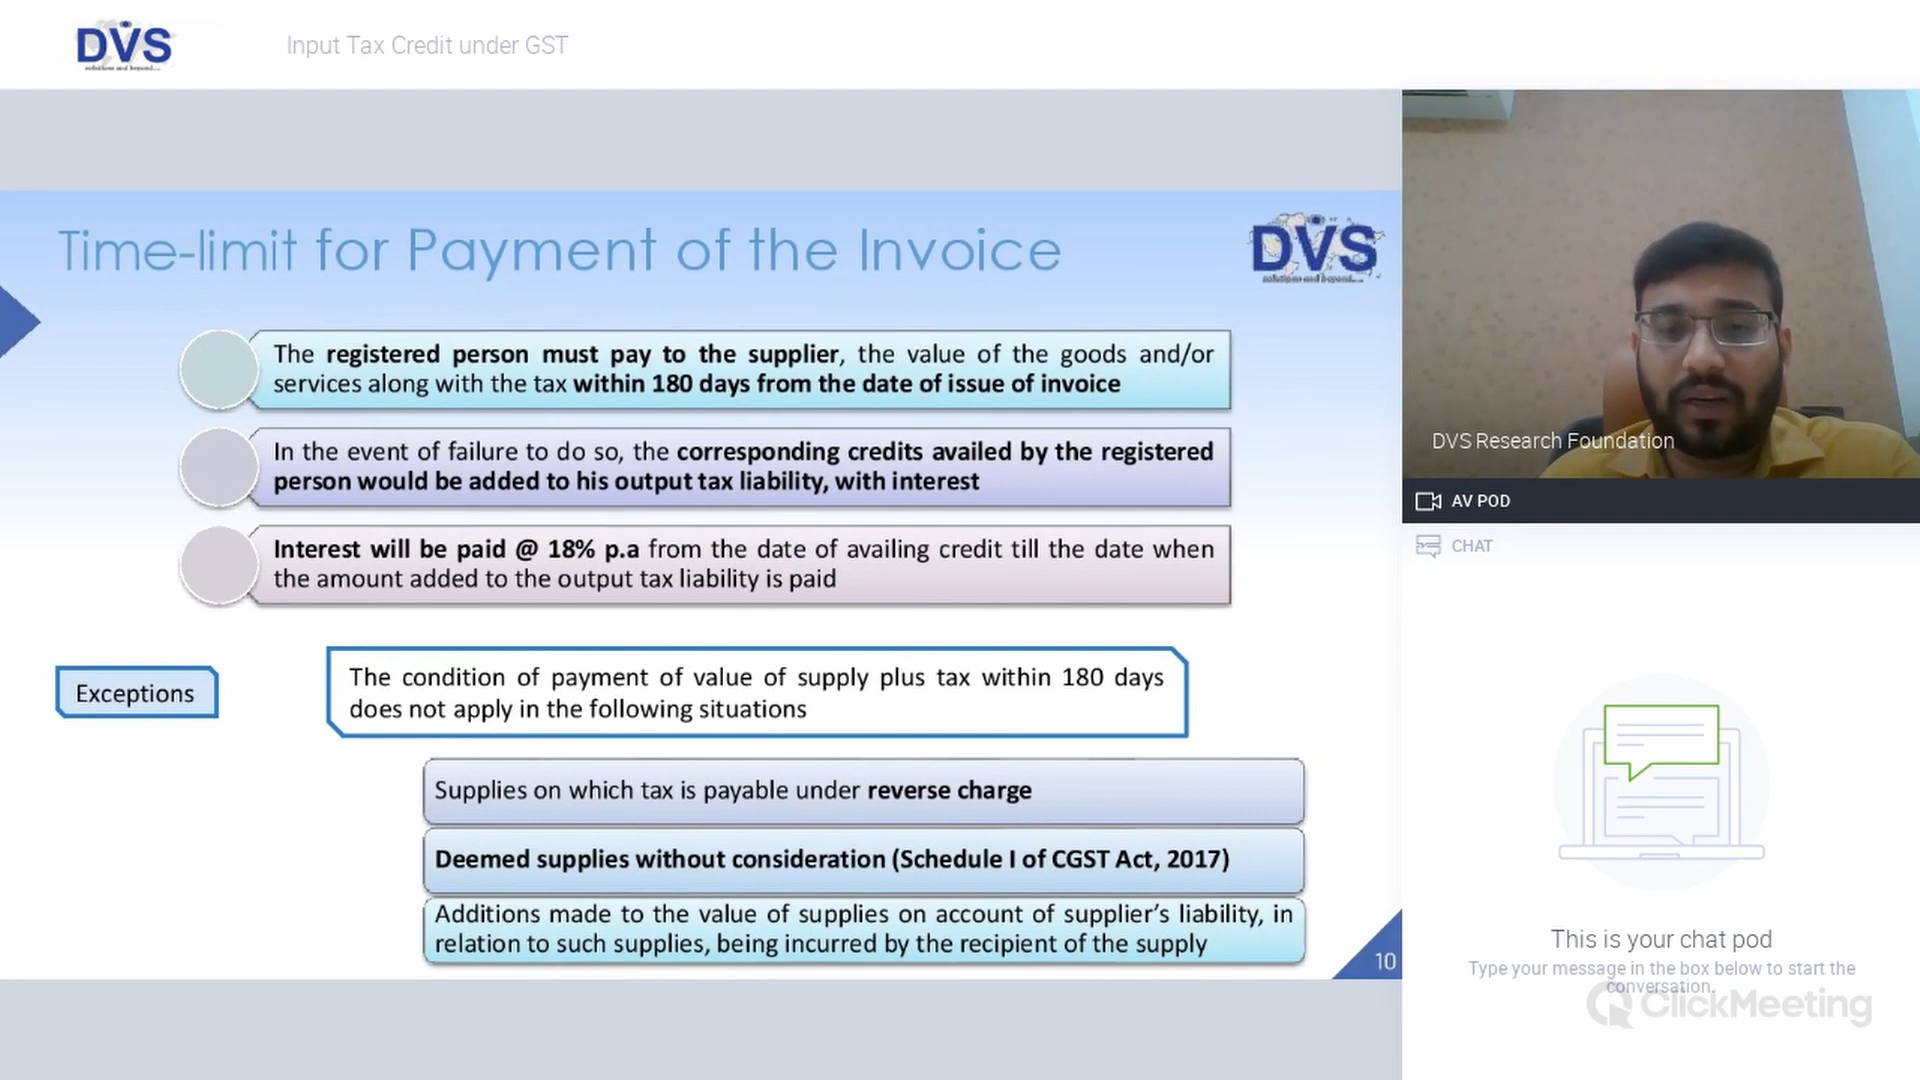 DVS
solutions and beyond....
Input Tax Credit under GST
Time-limit for Payment of the Invoice
DVS
solutions and beyond....
The registered person must pay to the supplier, the value of the goods and/or
services along with the tax within 180 days from the date of issue of invoice
In the event of failure to do so, the corresponding credits availed by the registered
person would be added to his output tax liability, with interest
Interest will be paid @ 18% p.a from the date of availing credit till the date when
the amount added to the output tax liability is paid
Exceptions
The condition of payment of value of supply plus tax within 180 days
does not apply in the following situations
Supplies on which tax is payable under reverse charge
Deemed supplies without consideration (Schedule I of CGST Act, 2017)
Additions made to the value of supplies on account of supplier's liability, in
relation to such supplies, being incurred by the recipient of the supply
10
DVS Research Foundation
AV POD
CHAT
This is your chat pod
Type your message in the box below to start the
conversation.
ClickMeeting